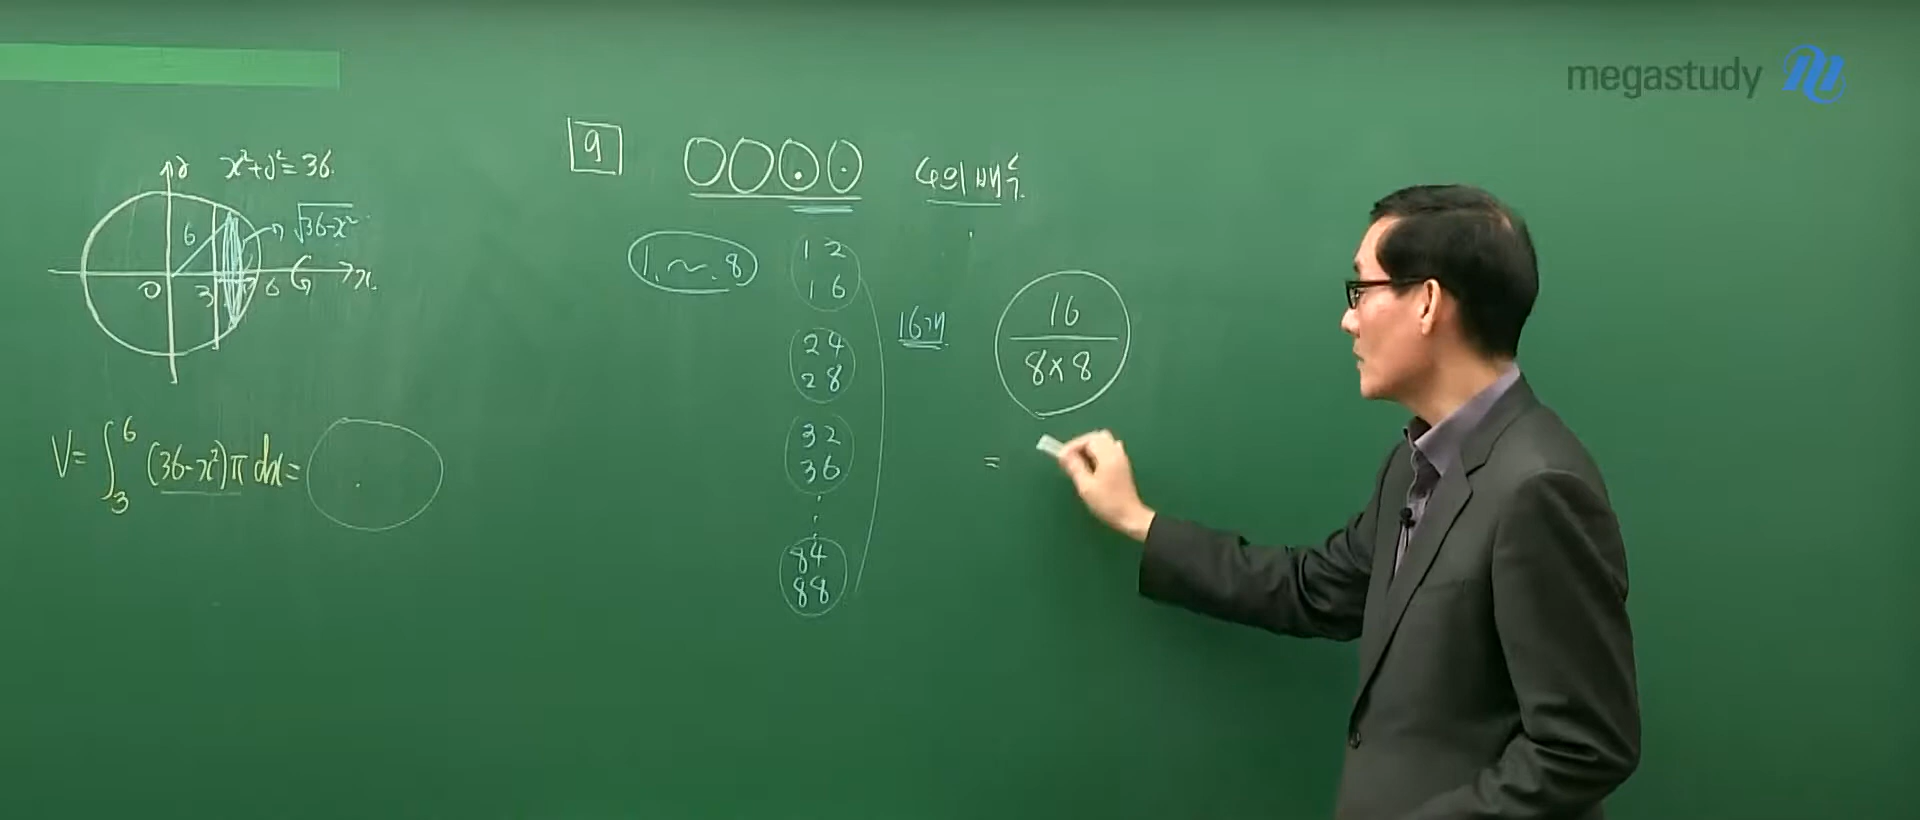 megastudy
y
x²+y²=36.
6
√36-x²
0
3
6
x.
V= ∫₃⁶ (36-x²)π dx=
9
4의 배수
1.~.8
12
16
24
28
32
36
84
88
16개
16
8×8
=